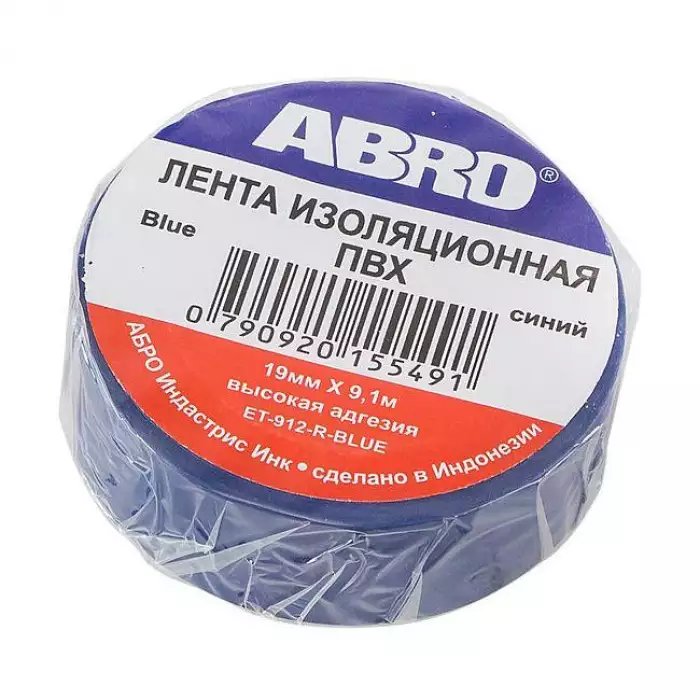 ABRO®
ЛЕНТА ИЗОЛЯЦИОННАЯ
ПВХ
Blue
синий
0 790920 155491
19мм X 9,1м
высокая адгезия
ET-912-R-BLUE
АБРО Индастрис Инк • сделано в Индонезии